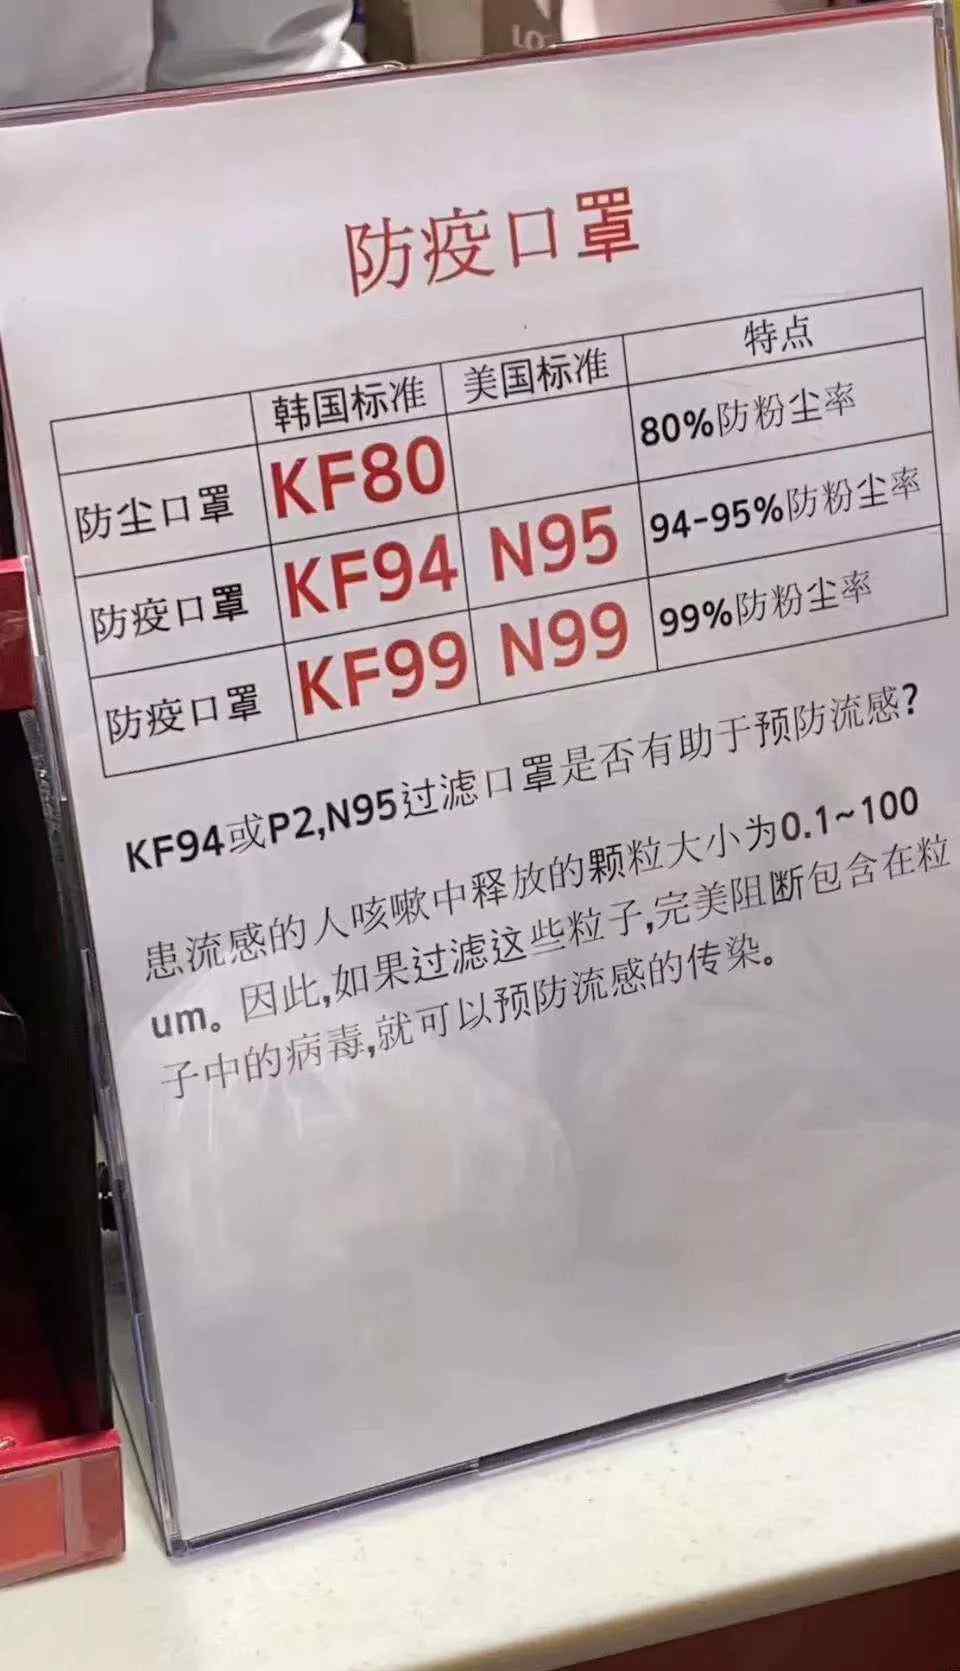 LO
防疫口罩
韩国标准 美国标准 特点
防尘口罩 KF80 80%防粉尘率
防疫口罩 KF94 N95 94-95%防粉尘率
防疫口罩 KF99 N99 99%防粉尘率
KF94或P2,N95过滤口罩是否有助于预防流感?
患流感的人咳嗽中释放的颗粒大小为0.1~100
um。因此,如果过滤这些粒子,完美阻断包含在粒
子中的病毒,就可以预防流感的传染。